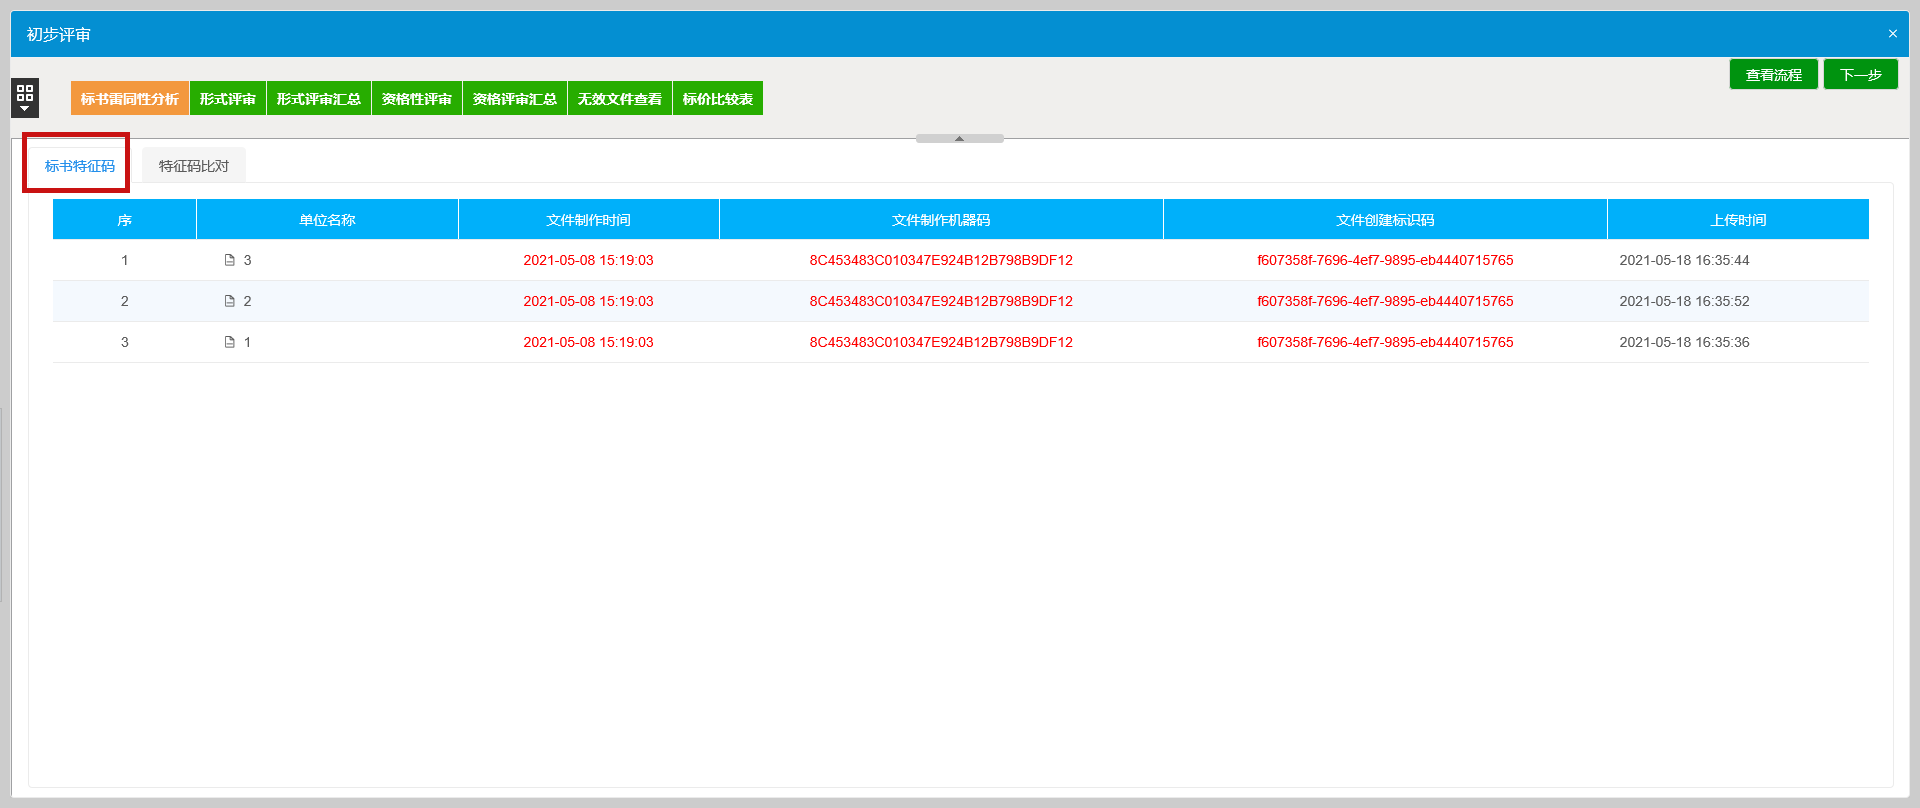 初步评审
×
查看流程 下一步
标书雷同性分析 形式评审 形式评审汇总 资格性评审 资格评审汇总 无效文件查看 标价比较表
标书特征码 特征码比对
序 单位名称 文件制作时间 文件制作机器码 文件创建标识码 上传时间
1 3 2021-05-08 15:19:03 8C453483C010347E924B12B798B9DF12 f607358f-7696-4ef7-9895-eb4440715765 2021-05-18 16:35:44
2 2 2021-05-08 15:19:03 8C453483C010347E924B12B798B9DF12 f607358f-7696-4ef7-9895-eb4440715765 2021-05-18 16:35:52
3 1 2021-05-08 15:19:03 8C453483C010347E924B12B798B9DF12 f607358f-7696-4ef7-9895-eb4440715765 2021-05-18 16:35:36